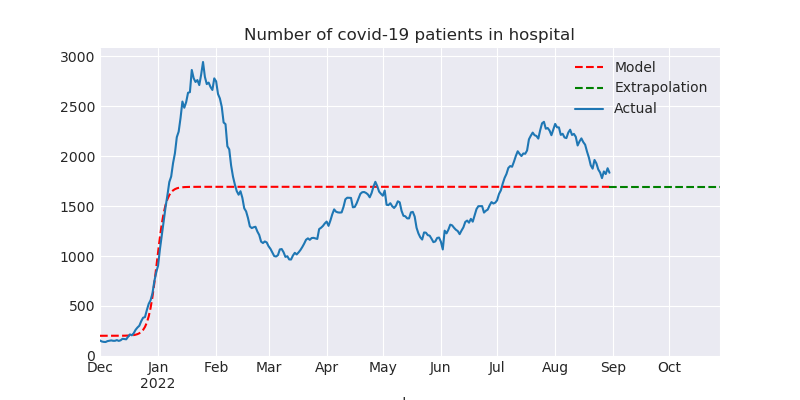 Number of covid-19 patients in hospital
3000
2500
2000
1500
1000
500
0
Model
Extrapolation
Actual
Dec Jan Feb Mar Apr May Jun Jul Aug Sep Oct
2022